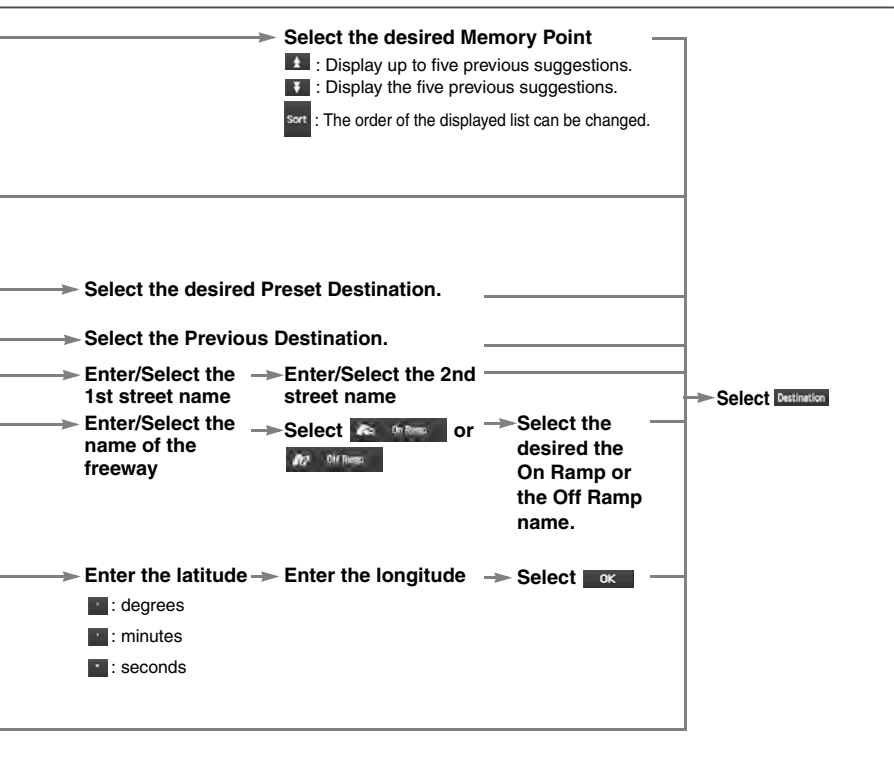 Select the desired Memory Point
: Display up to five previous suggestions.
: Display the five previous suggestions.
Sort : The order of the displayed list can be changed.
Select the desired Preset Destination.
Select the Previous Destination.
Enter/Select the
1st street name
Enter/Select the 2nd
street name
Enter/Select the
name of the
freeway
Select On Ramp or
Off Ramp
Select the
desired the
On Ramp or
the Off Ramp
name.
Select Destination
Enter the latitude
Enter the longitude
Select OK
: degrees
: minutes
: seconds